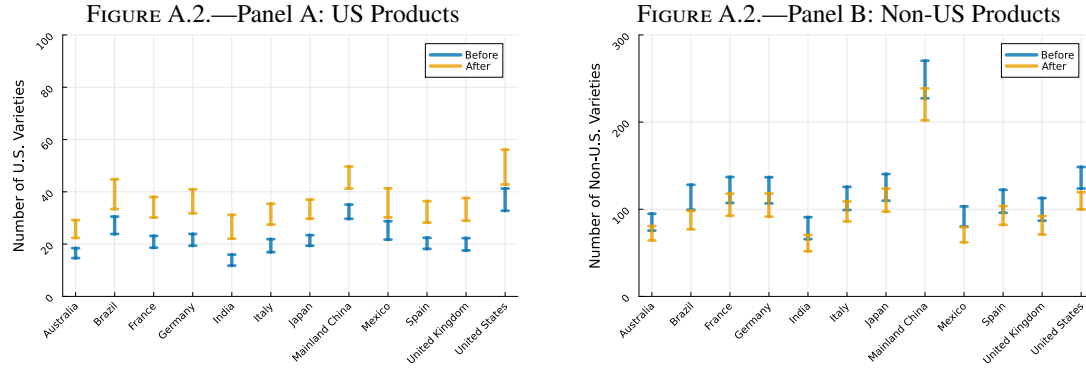 FIGURE A.2.—Panel A: US Products
100
80
60
40
20
0
Number of U.S. Varieties
Before
After
Australia
Brazil
France
Germany
India
Italy
Japan
Mainland China
Mexico
Spain
United Kingdom
United States
FIGURE A.2.—Panel B: Non-US Products
300
200
100
0
Number of Non-U.S. Varieties
Before
After
Australia
Brazil
France
Germany
India
Italy
Japan
Mainland China
Mexico
Spain
United Kingdom
United States